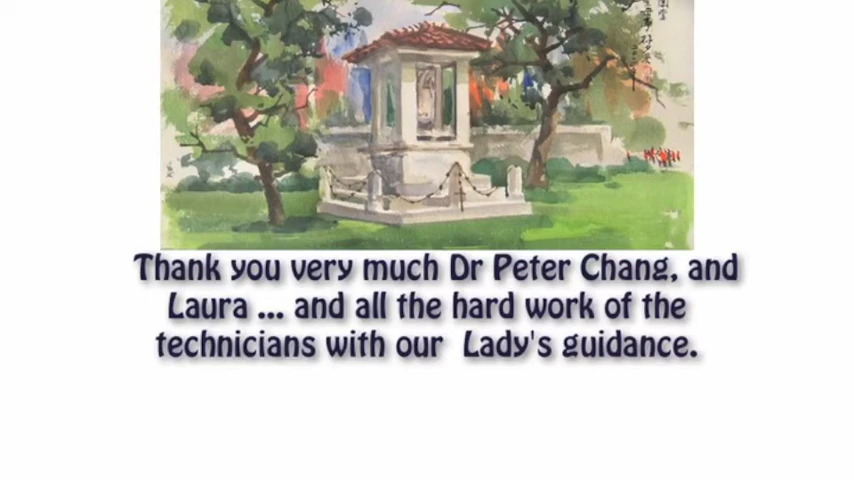 Thank you very much Dr Peter Chang, and
Laura ... and all the hard work of the
technicians with our Lady's guidance.